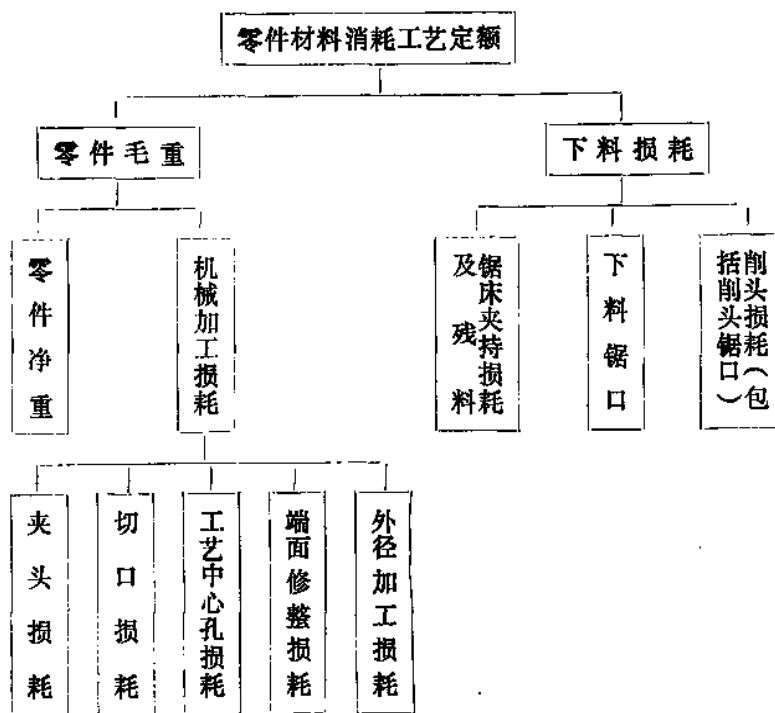 零件材料消耗工艺定额
零件毛重
下料损耗
零件净重
机械加工损耗
锯床夹持损耗
及残料
下料锯口
削头损耗(包
括削头锯口)
夹头损耗
切口损耗
工艺中心孔损耗
端面修整损耗
外径加工损耗